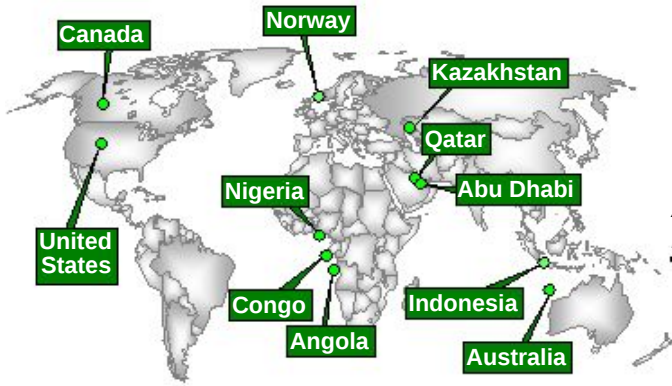 Norway
Canada
Kazakhstan
Qatar
Nigeria
Abu Dhabi
United
States
Congo
Indonesia
Angola
Australia